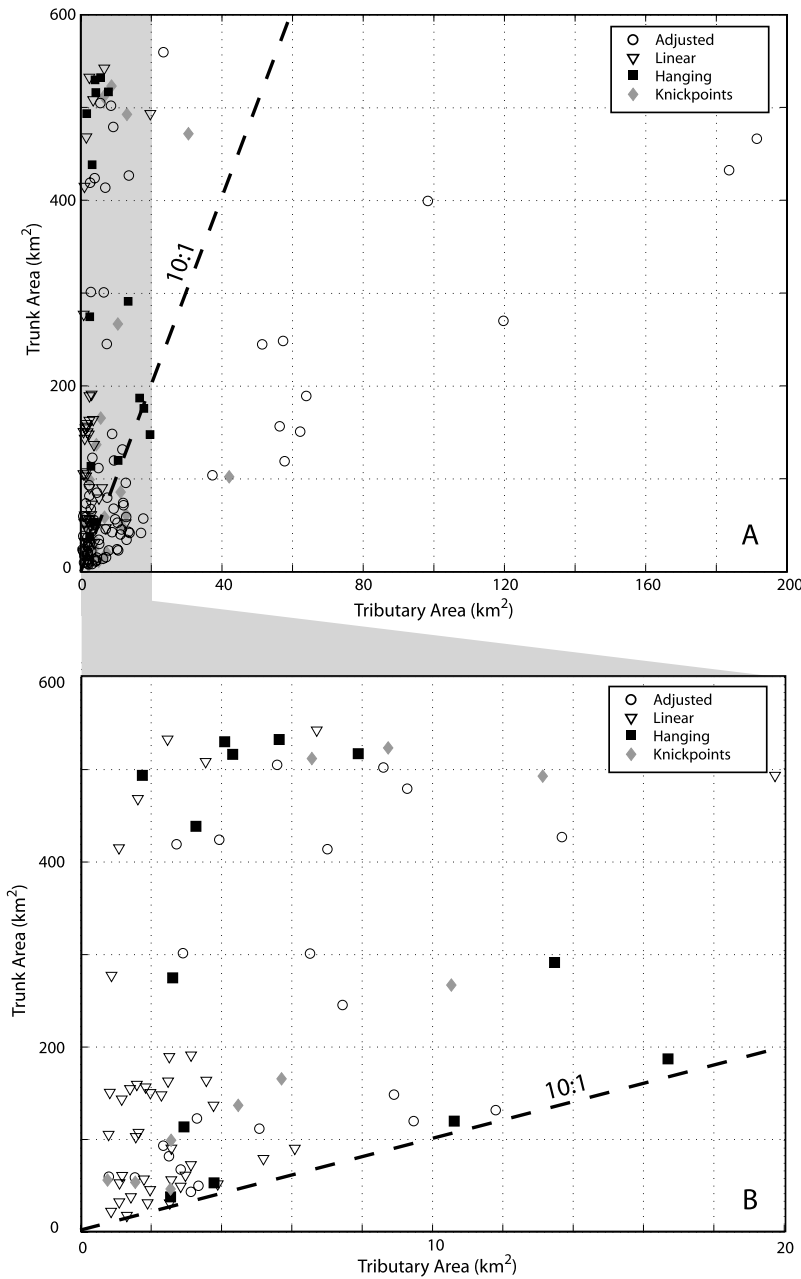 600
Adjusted
Linear
Hanging
Knickpoints
400
10:1
Trunk Area (km2)
200
A
0
0 40 80 120 160 200
Tributary Area (km2)
600
Adjusted
Linear
Hanging
Knickpoints
400
Trunk Area (km2)
200
10:1
B
0
0 10 20
Tributary Area (km2)